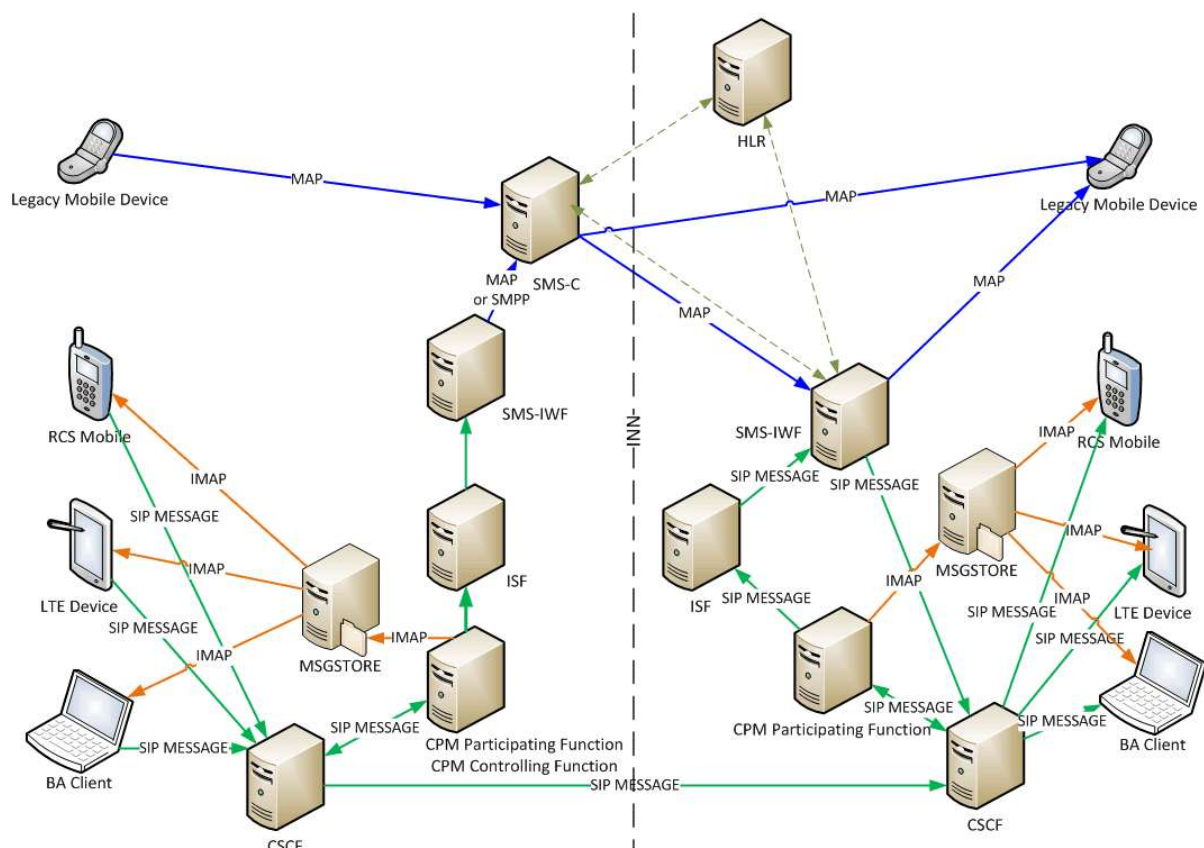 HLR
MAP
Legacy Mobile Device
MAP
Legacy Mobile Device
SMS-C
MAP
or SMPP
MAP
MAP
RCS Mobile
SMS-IWF
INN
SMS-IWF
IMAP
RCS Mobile
IMAP
SIP MESSAGE
SIP MESSAGE
SIP MESSAGE
IMAP
LTE Device
ISF
MSGSTORE
IMAP
ISF
IMAP
SIP MESSAGE
IMAP
LTE Device
SIP MESSAGE
SIP MESSAGE
SIP MESSAGE
IMAP
MSGSTORE
IMAP
SIP MESSAGE
CPM Participating Function
SIP MESSAGE
SIP MESSAGE
BA Client
BA Client
SIP MESSAGE
SIP MESSAGE
CPM Participating Function
CPM Controlling Function
SIP MESSAGE
CSCF
CSCF